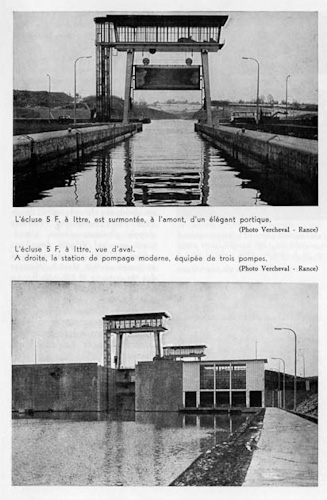 L'écluse 5 F, à Ittre, est surmontée, à l'amont, d'un élégant portique.
(Photo Vercheval - Rance)
L'écluse 5 F, à Ittre, vue d'aval.
A droite, la station de pompage moderne, équipée de trois pompes.
(Photo Vercheval - Rance)